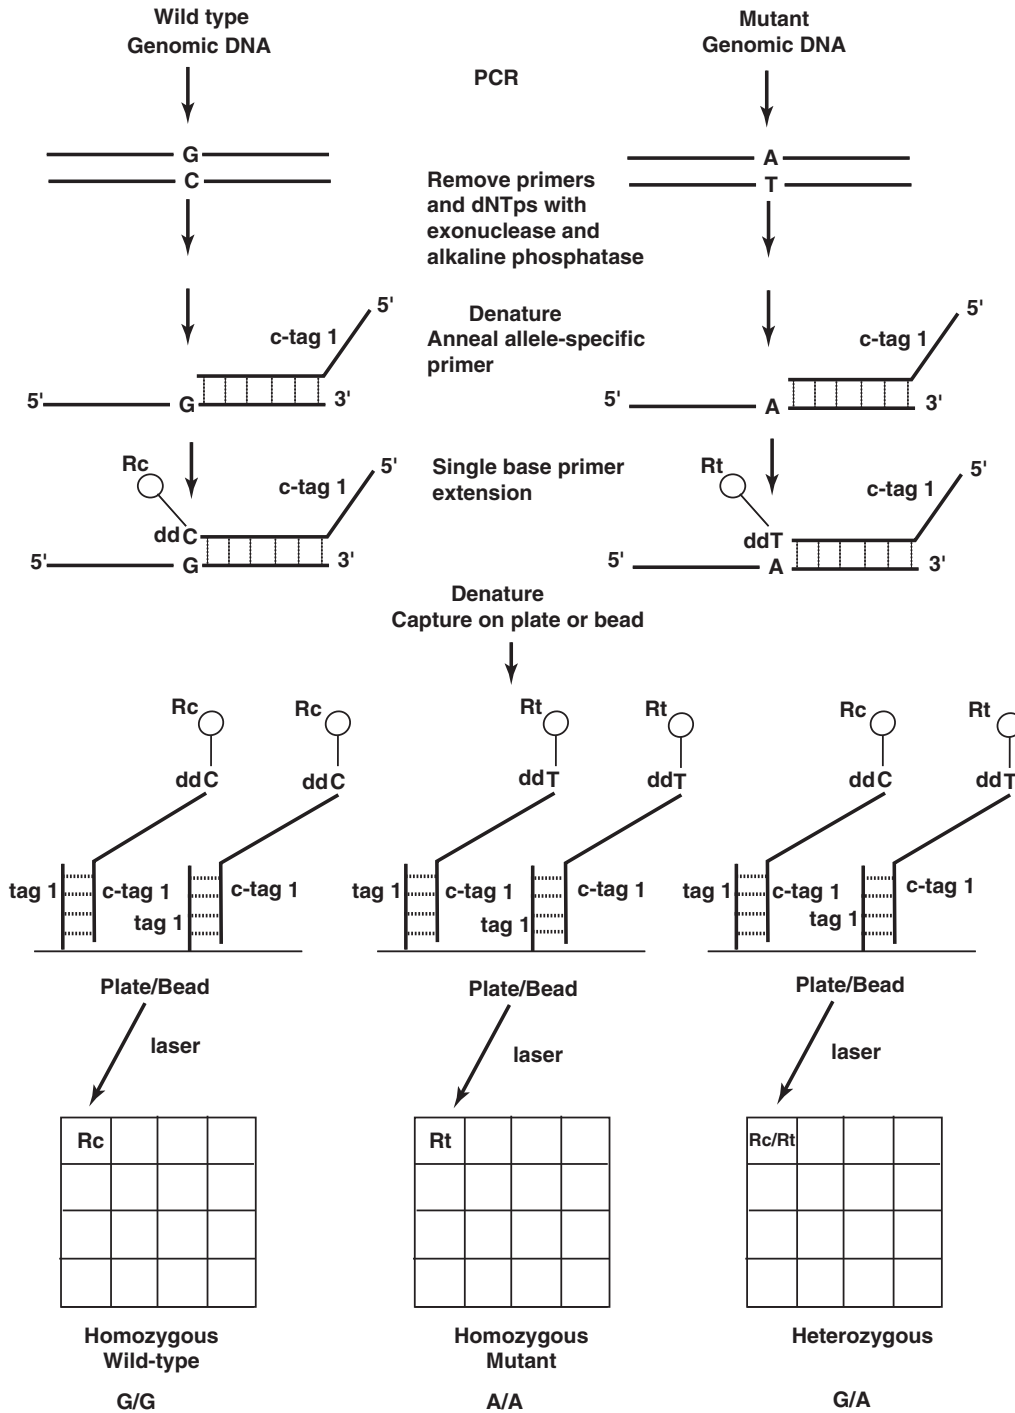 Wild type
Genomic DNA
Mutant
Genomic DNA
PCR
G
C
A
T
Remove primers
and dNTps with
exonuclease and
alkaline phosphatase
5'
c-tag 1
5'
G
3'
Denature
Anneal allele-specific
primer
5'
c-tag 1
5'
A
3'
Rc
5'
c-tag 1
ddC
5'
G
3'
Single base primer
extension
Rt
5'
c-tag 1
ddT
5'
A
3'
Denature
Capture on plate or bead
Rc
Rc
Rt
Rt
Rc
Rt
ddC
ddC
ddT
ddT
ddC
ddT
tag 1
c-tag 1
tag 1
c-tag 1
tag 1
c-tag 1
tag 1
c-tag 1
tag 1
c-tag 1
tag 1
c-tag 1
Plate/Bead
Plate/Bead
Plate/Bead
laser
laser
laser
Rc
Rt
Rc/Rt
Homozygous
Wild-type
Homozygous
Mutant
Heterozygous
G/G
A/A
G/A